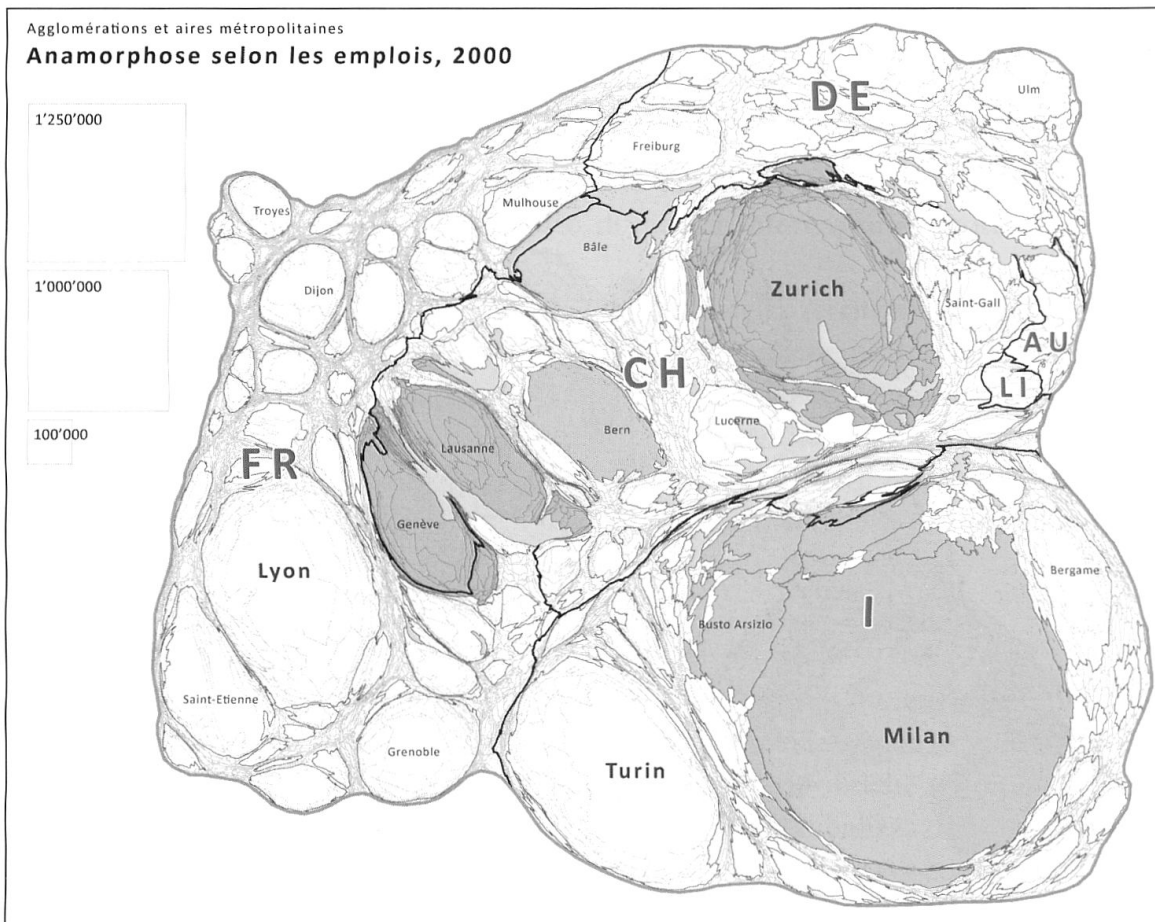 Agglomérations et aires métropolitaines
Anamorphose selon les emplois, 2000
1'250'000
1'000'000
100'000
DE
Ulm
Freiburg
Troyes
Mulhouse
Bâle
Zurich
Dijon
Saint-Gall
AU
CH
LI
Lucerne
Bern
Lausanne
FR
Genève
Lyon
Bergame
I
Busto Arsizio
Saint-Etienne
Milan
Grenoble
Turin